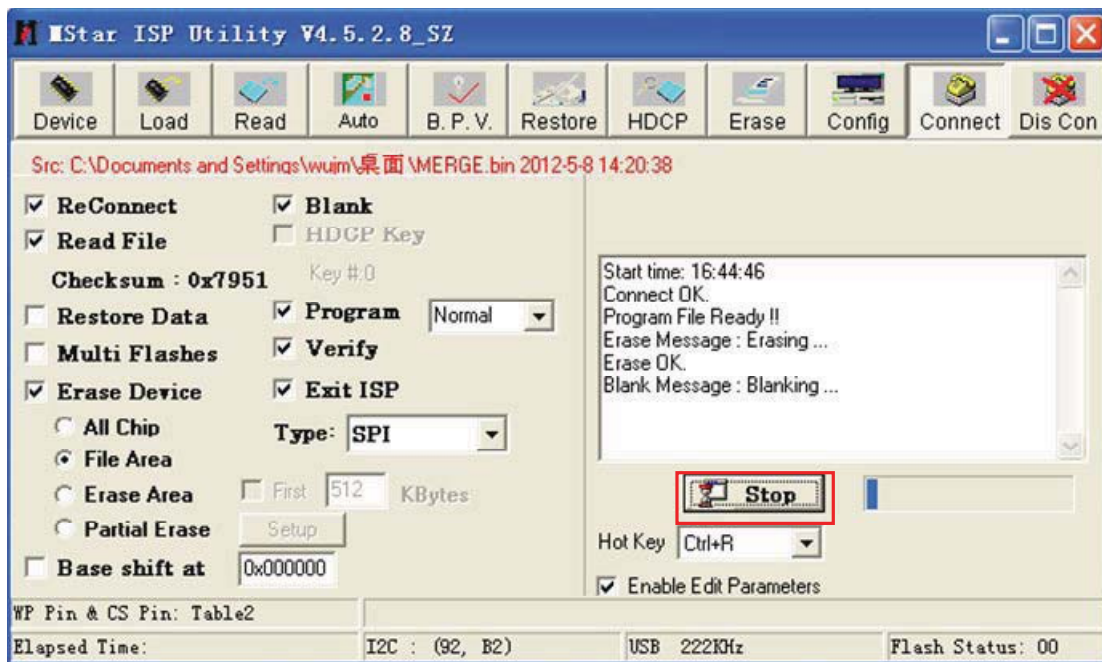 MStar ISP Utility V4.5.2.8_SZ
Device Load Read Auto B. P. V. Restore HDCP Erase Config Connect Dis Con
Src: C:\Documents and Settings\wujm\桌面\MERGE.bin 2012-5-8 14:20:38
ReConnect Blank
Read File HDCP Key
Checksum : 0x7951 Key #:0
Restore Data Program Normal
Multi Flashes Verify
Erase Device Exit ISP
All Chip Type: SPI
File Area
Erase Area First 512 KBytes
Partial Erase Setup
Base shift at 0x000000
Start time: 16:44:46
Connect OK.
Program File Ready !!
Erase Message : Erasing ...
Erase OK.
Blank Message : Blanking ...
Stop
Hot Key Ctrl+R
Enable Edit Parameters
WP Pin & CS Pin: Table2
Elapsed Time: I2C : (92, B2) USB 222KHz Flash Status: 00